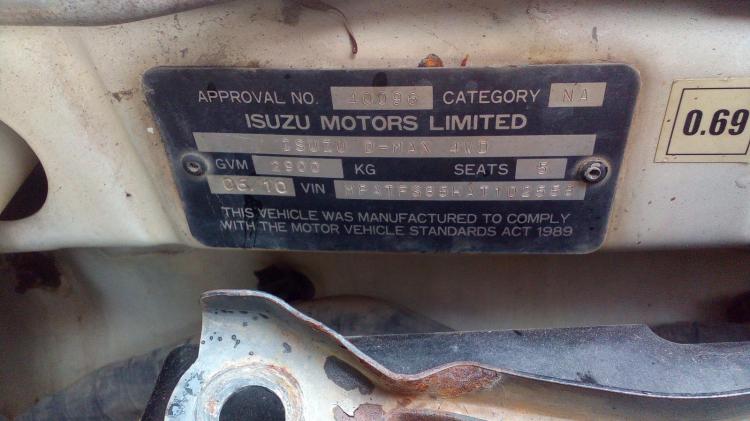 APPROVAL NO. 40096 CATEGORY NA
ISUZU MOTORS LIMITED
ISUZU D-MAX 4WD
GVM 2900 KG SEATS 5
06.10 VIN
THIS VEHICLE WAS MANUFACTURED TO COMPLY
WITH THE MOTOR VEHICLE STANDARDS ACT 1989
0.69